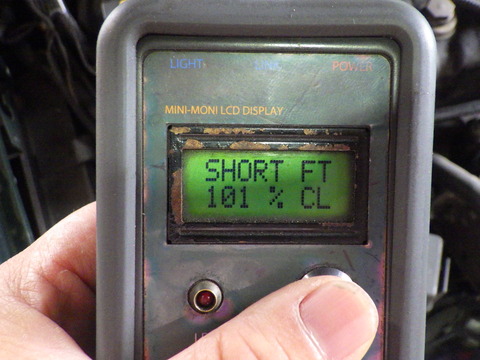 LIGHT POWER
MINI-MONI LCD DISPLAY
SHORT FT
101 % CL